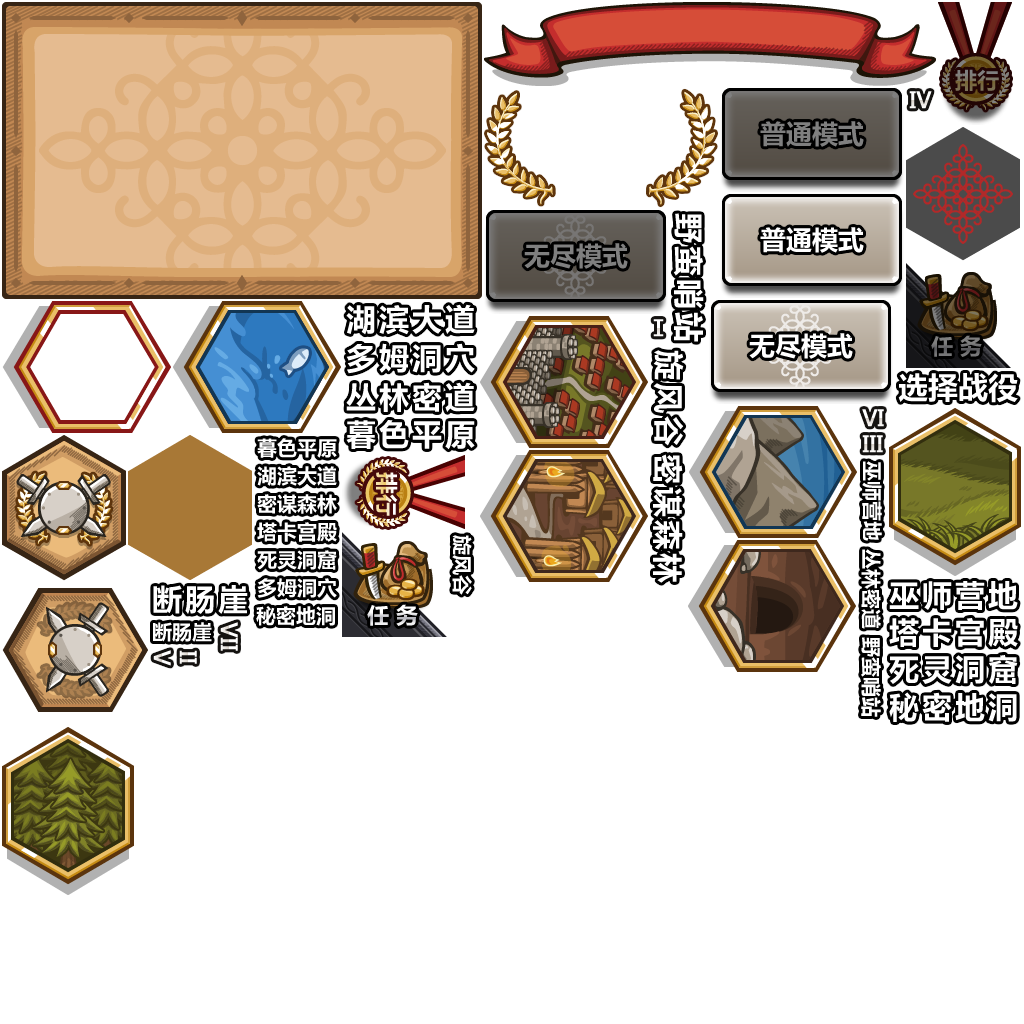 排行
IV
普通模式
普通模式
无尽模式
无尽模式
野蛮哨站
任务
选择战役
湖滨大道
多姆洞穴
丛林密道
暮色平原
I
旋风谷
密谋森林
VI
III
巫师营地
丛林密道
野蛮哨站
暮色平原
湖滨大道
密谋森林
塔卡宫殿
死灵洞窟
多姆洞穴
秘密地洞
排行
旋风谷
任务
断肠崖
断肠崖
VII
V
II
巫师营地
塔卡宫殿
死灵洞窟
秘密地洞